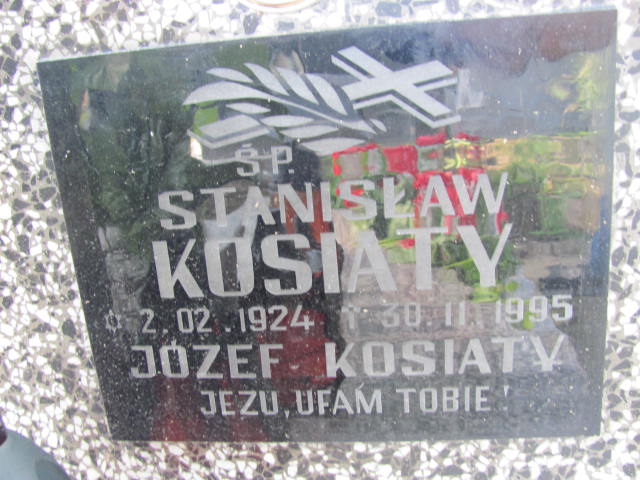 Ś.P.
STANISŁAW
KOSIATY
¤ 2.02.1924 † 30.11.1995
JÓZEF KOSIATY
JEZU, UFAM TOBIE!